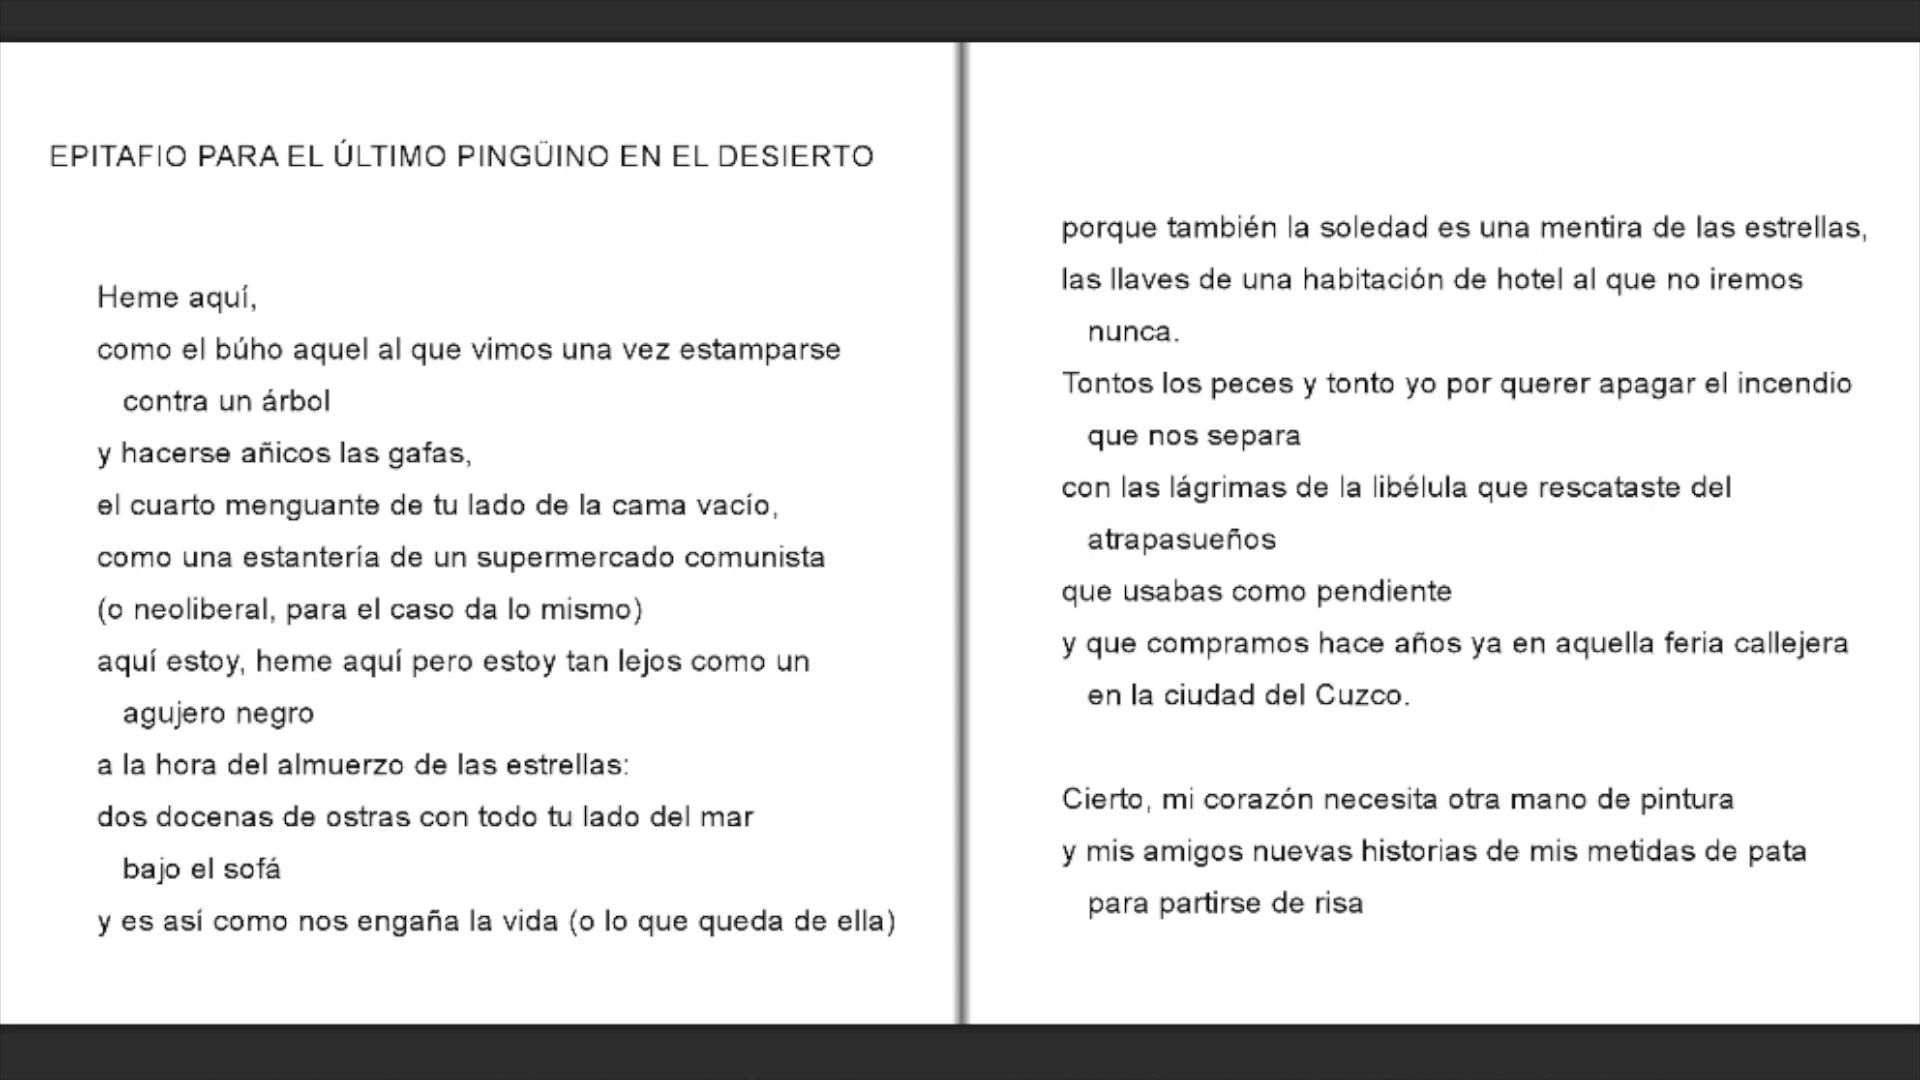 EPITAFIO PARA EL ÚLTIMO PINGÜINO EN EL DESIERTO
Heme aquí,
como el búho aquel al que vimos una vez estamparse
contra un árbol
y hacerse añicos las gafas,
el cuarto menguante de tu lado de la cama vacío,
como una estantería de un supermercado comunista
(o neoliberal, para el caso da lo mismo)
aquí estoy, heme aquí pero estoy tan lejos como un
agujero negro
a la hora del almuerzo de las estrellas:
dos docenas de ostras con todo tu lado del mar
bajo el sofá
y es así como nos engaña la vida (o lo que queda de ella)
porque también la soledad es una mentira de las estrellas,
las llaves de una habitación de hotel al que no iremos
nunca.
Tontos los peces y tonto yo por querer apagar el incendio
que nos separa
con las lágrimas de la libélula que rescataste del
atrapasueños
que usabas como pendiente
y que compramos hace años ya en aquella feria callejera
en la ciudad del Cuzco.
Cierto, mi corazón necesita otra mano de pintura
y mis amigos nuevas historias de mis metidas de pata
para partirse de risa